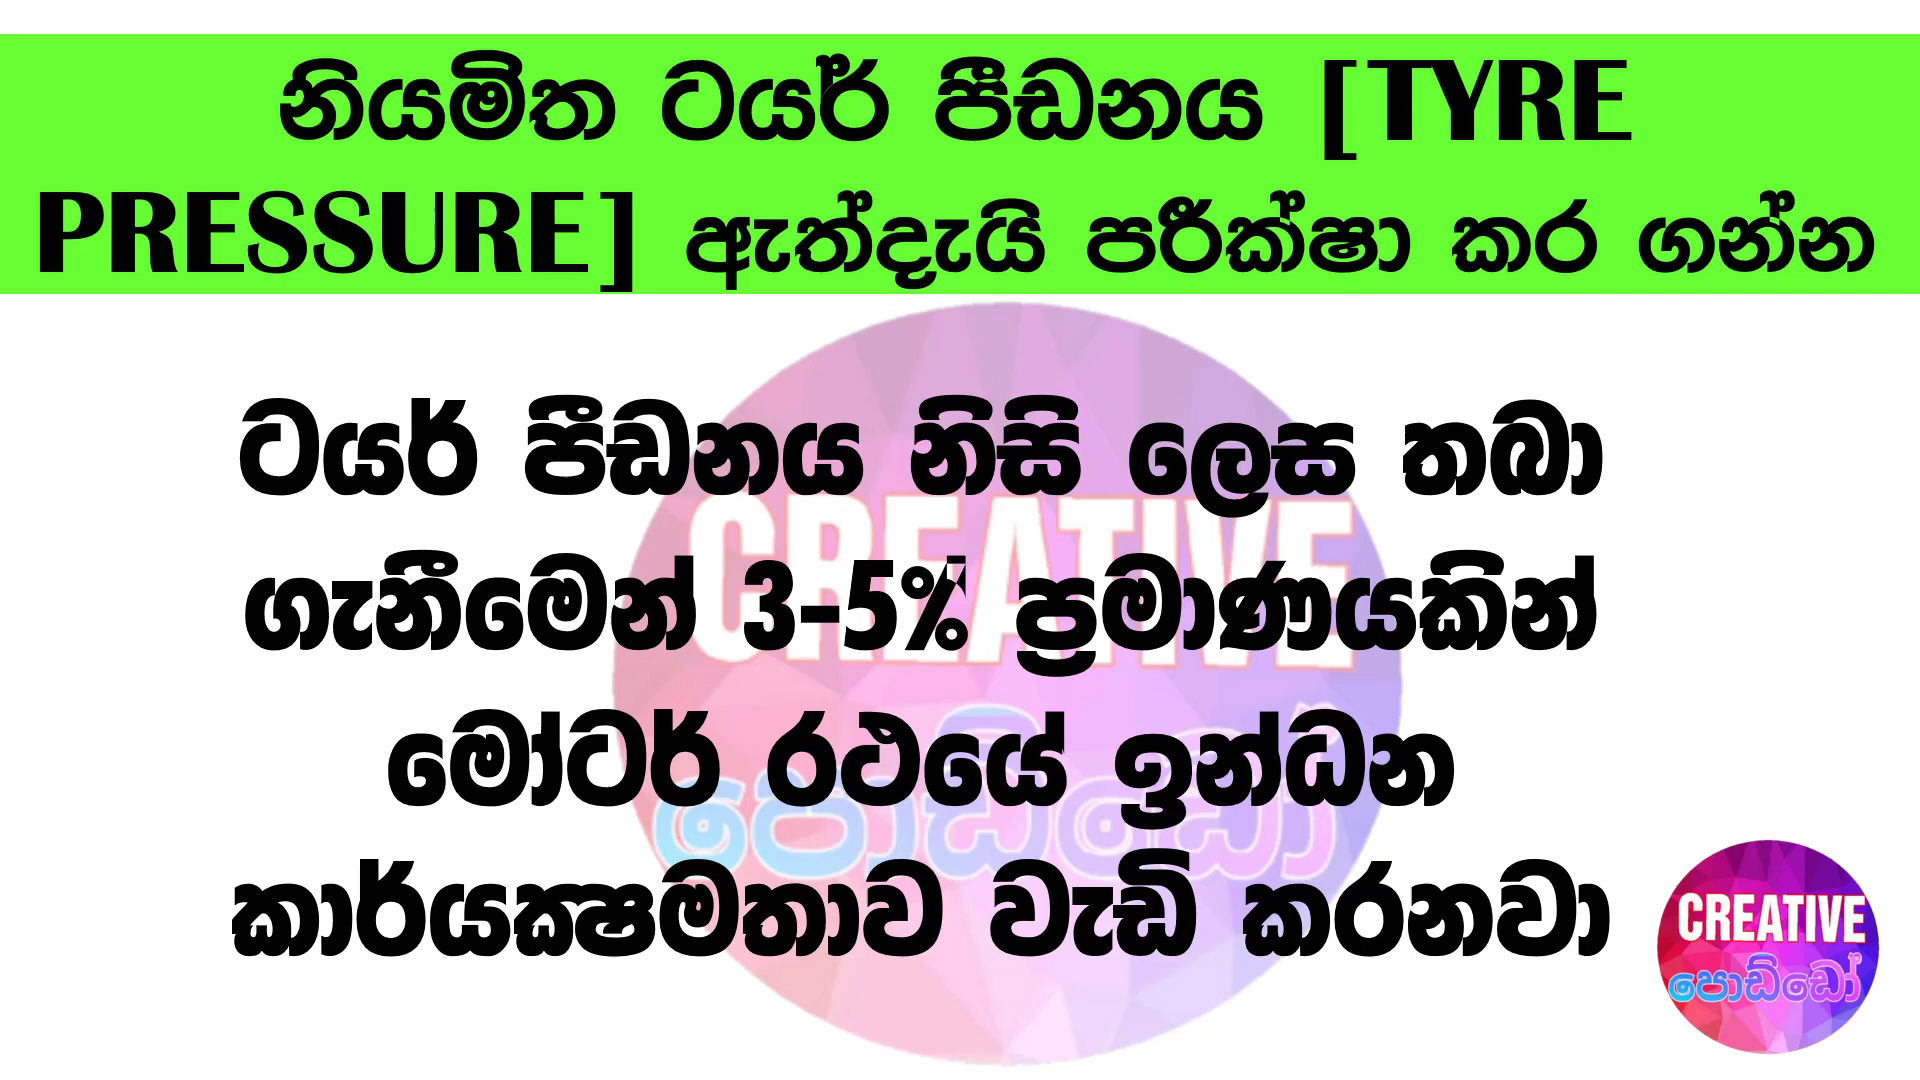 නියමිත ටයර් පීඩනය [TYRE
PRESSURE] ඇත්දැයි පරීක්ෂා කර ගන්න
ටයර් පීඩනය නිසි ලෙස තබා
ගැනීමෙන් 3-5% ප්‍රමාණයකින්
මෝටර් රථයේ ඉන්ධන
කාර්යක්‍ෂමතාව වැඩි කරනවා
CREATIVE
පොඩ්ඩෝ
CREATIVE
පොඩ්ඩෝ